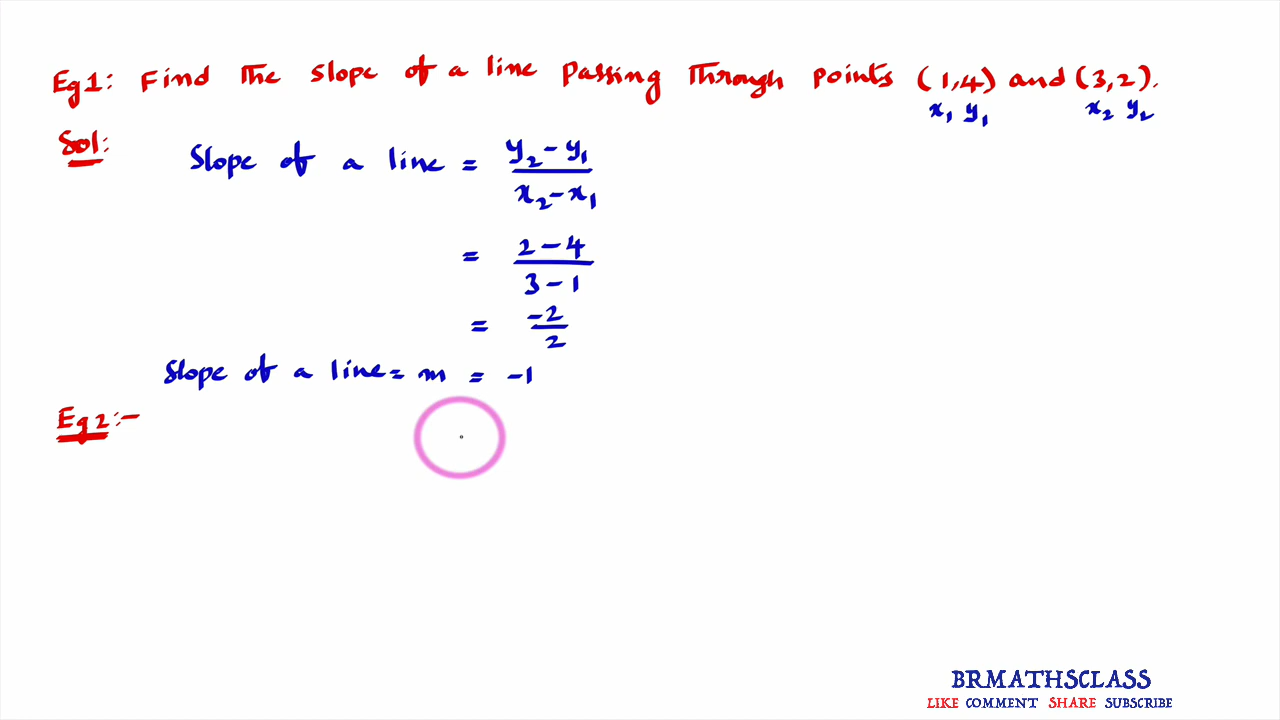 Eg1: Find the slope of a line passing through points (1,4) and (3,2).
x₁ y₁ x₂ y₂
Sol:
Slope of a line = y₂ - y₁ / x₂ - x₁
= 2 - 4 / 3 - 1
= -2 / 2
Slope of a line = m = -1
Eg2:-
BRMATHSCLASS
LIKE COMMENT SHARE SUBSCRIBE